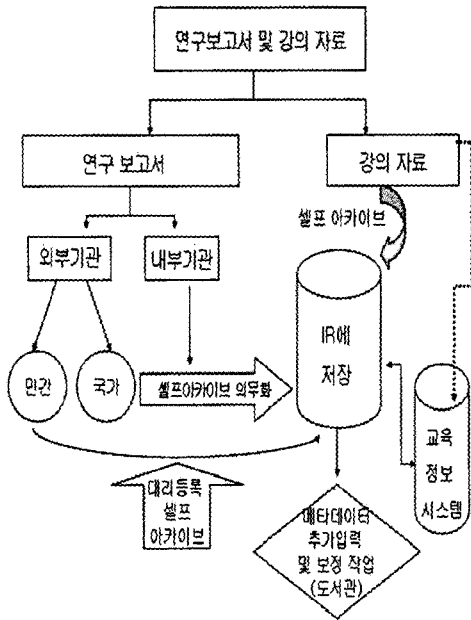 연구보고서 및 강의 자료
연구 보고서
강의 자료
셀프 아카이브
외부기관
내부기관
IR에
저장
민간
국가
셀프아카이브 의무화
교육
정보
시스템
대리등록
셀프
아카이브
메타데이터
추가입력
및 보정 작업
(도서관)